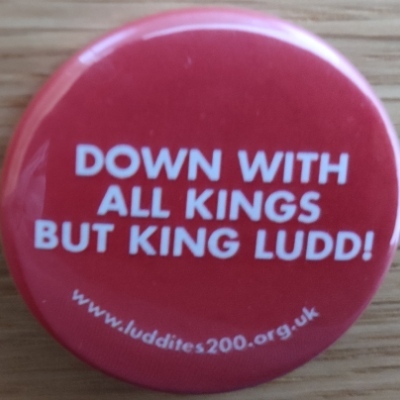 DOWN WITH
ALL KINGS
BUT KING LUDD!
www.luddites200.org.uk